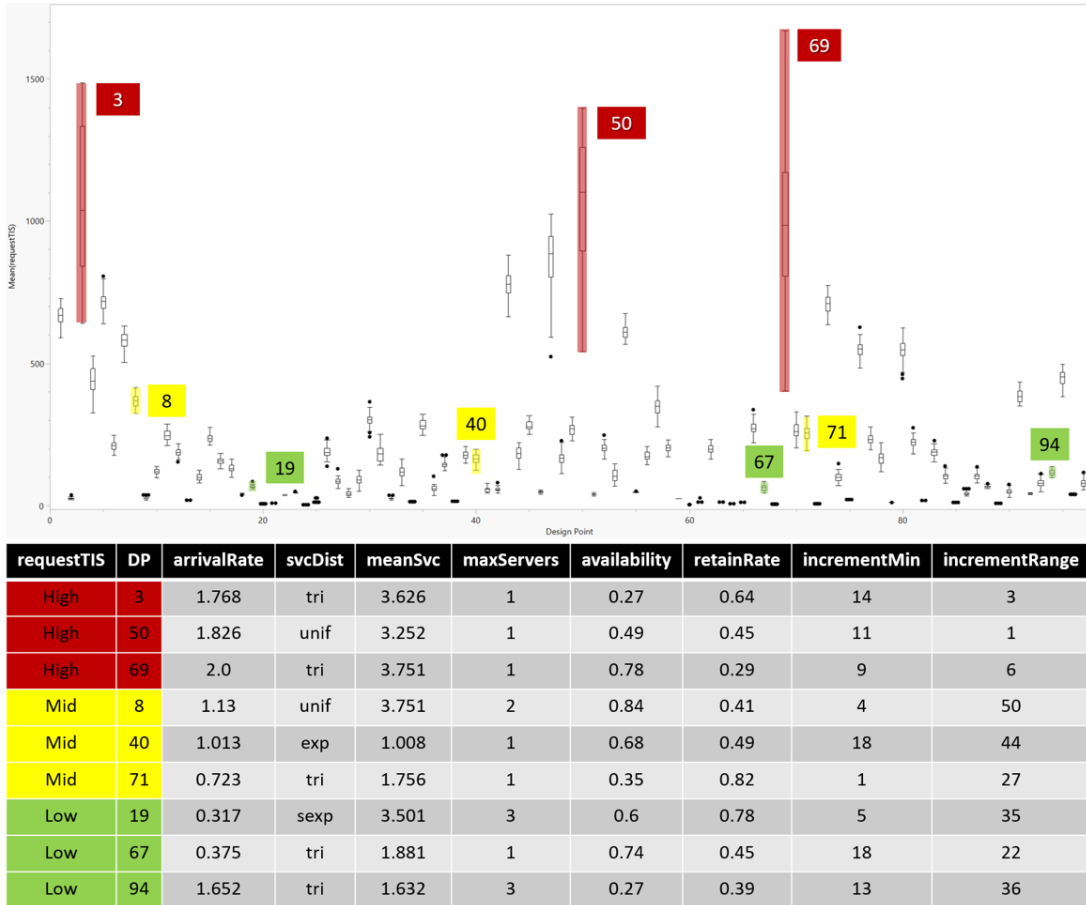 69
3
1500
50
1000
Mean(requestTIS)
500
8
40
71
94
19
67
0
0 20 40 60 80
Design Point
requestTIS DP arrivalRate svcDist meanSvc maxServers availability retainRate incrementMin incrementRange
High 3 1.768 tri 3.626 1 0.27 0.64 14 3
High 50 1.826 unif 3.252 1 0.49 0.45 11 1
High 69 2.0 tri 3.751 1 0.78 0.29 9 6
Mid 8 1.13 unif 3.751 2 0.84 0.41 4 50
Mid 40 1.013 exp 1.008 1 0.68 0.49 18 44
Mid 71 0.723 tri 1.756 1 0.35 0.82 1 27
Low 19 0.317 sexp 3.501 3 0.6 0.78 5 35
Low 67 0.375 tri 1.881 1 0.74 0.45 18 22
Low 94 1.652 tri 1.632 3 0.27 0.39 13 36